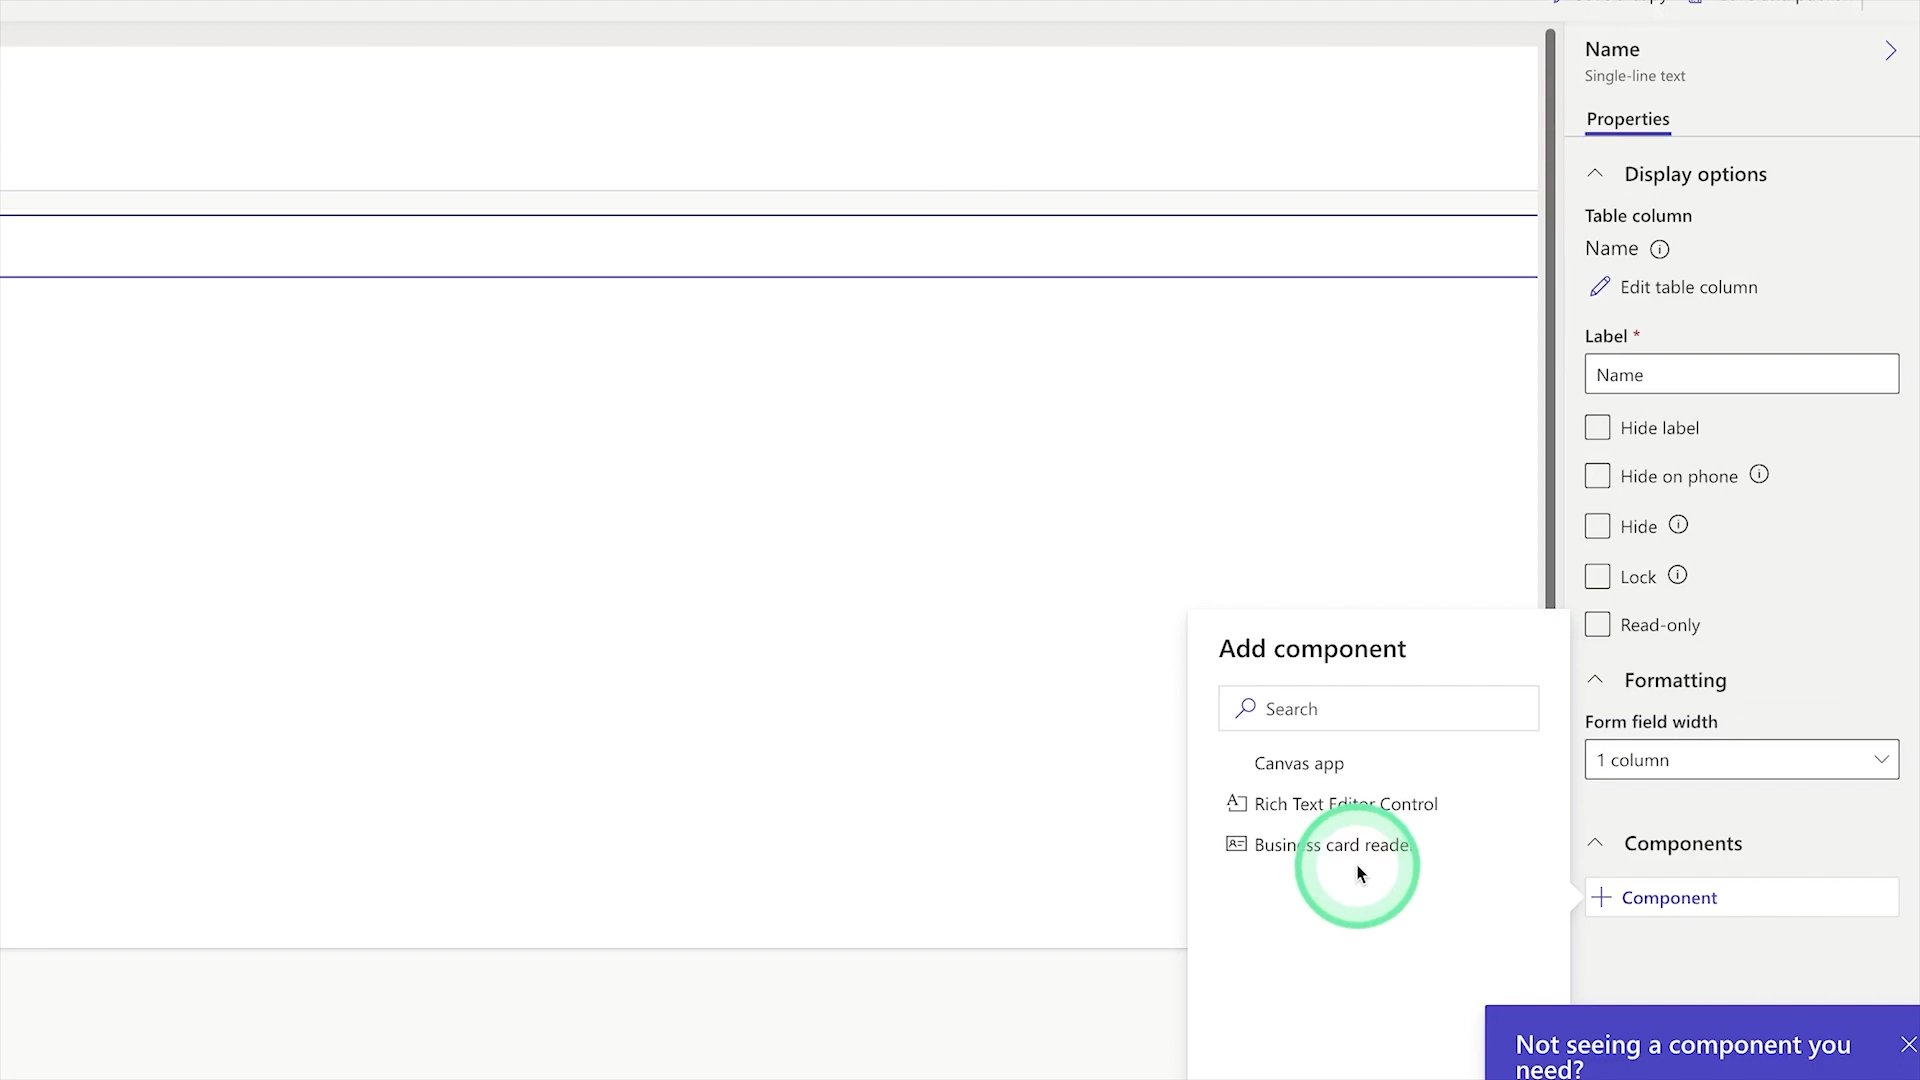 Name
Single-line text
Properties
Display options
Table column
Name
Edit table column
Label *
Name
Hide label
Hide on phone
Hide
Lock
Read-only
Formatting
Form field width
1 column
Components
Component
Add component
Search
Canvas app
Rich Text Editor Control
Business card reade
Not seeing a component you
need?